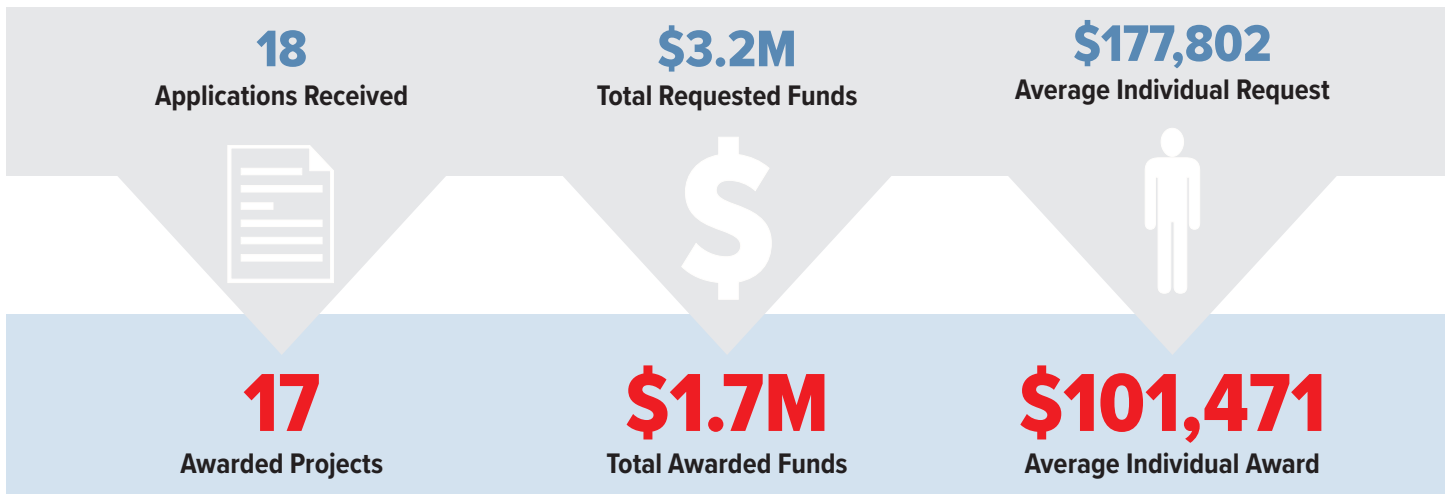 18
Applications Received
$3.2M
Total Requested Funds
$177,802
Average Individual Request
$
17
Awarded Projects
$1.7M
Total Awarded Funds
$101,471
Average Individual Award